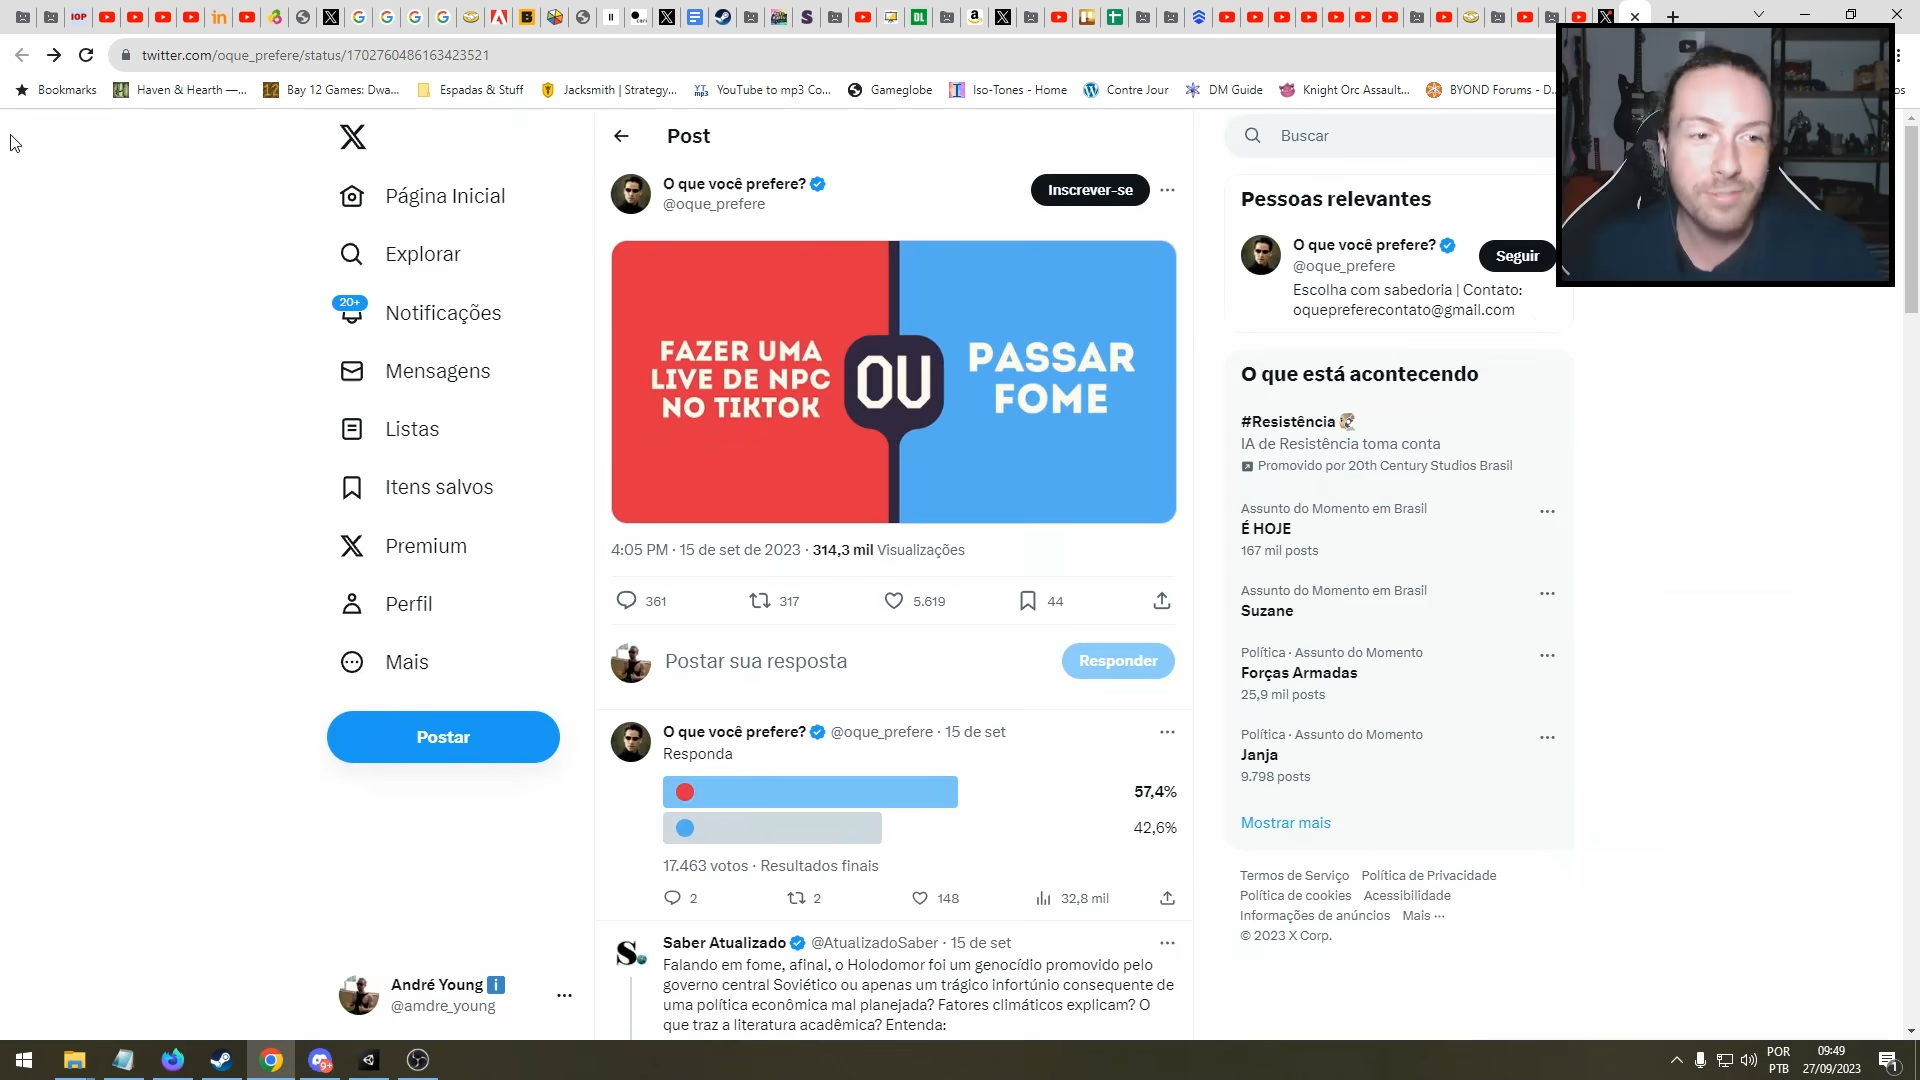 twitter.com/oque_prefere/status/1702760486163423521
Bookmarks
Haven & Hearth —...
Bay 12 Games: Dwa...
Espadas & Stuff
Jacksmith | Strategy...
YouTube to mp3 Co...
Gameglobe
Iso-Tones - Home
Contre Jour
DM Guide
Knight Orc Assault...
BYOND Forums - D...
Página Inicial
Explorar
20+
Notificações
Mensagens
Listas
Itens salvos
Premium
Perfil
Mais
Postar
André Young
@amdre_young
Post
O que você prefere?
@oque_prefere
Inscrever-se
FAZER UMA
LIVE DE NPC
NO TIKTOK
OU
PASSAR
FOME
4:05 PM · 15 de set de 2023 · 314,3 mil Visualizações
361
317
5.619
44
Postar sua resposta
Responder
O que você prefere? @oque_prefere · 15 de set
Responda
57,4%
42,6%
17.463 votos · Resultados finais
2
2
148
32,8 mil
Saber Atualizado @AtualizadoSaber · 15 de set
Falando em fome, afinal, o Holodomor foi um genocídio promovido pelo
governo central Soviético ou apenas um trágico infortúnio consequente de
uma política econômica mal planejada? Fatores climáticos explicam? O
que traz a literatura acadêmica? Entenda:
Buscar
Pessoas relevantes
O que você prefere?
@oque_prefere
Seguir
Escolha com sabedoria | Contato:
oquepreferecontato@gmail.com
O que está acontecendo
#Resistência
IA de Resistência toma conta
Promovido por 20th Century Studios Brasil
Assunto do Momento em Brasil
É HOJE
167 mil posts
Assunto do Momento em Brasil
Suzane
Política · Assunto do Momento
Forças Armadas
25,9 mil posts
Política · Assunto do Momento
Janja
9.798 posts
Mostrar mais
Termos de Serviço Política de Privacidade
Política de cookies Acessibilidade
Informações de anúncios Mais ···
© 2023 X Corp.
POR
PTB
09:49
27/09/2023